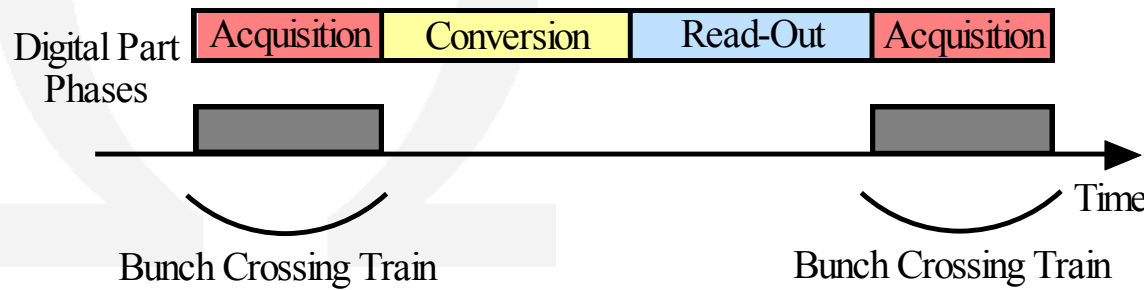 Digital Part
Phases
Acquisition
Conversion
Read-Out
Acquisition
Time
Bunch Crossing Train
Bunch Crossing Train